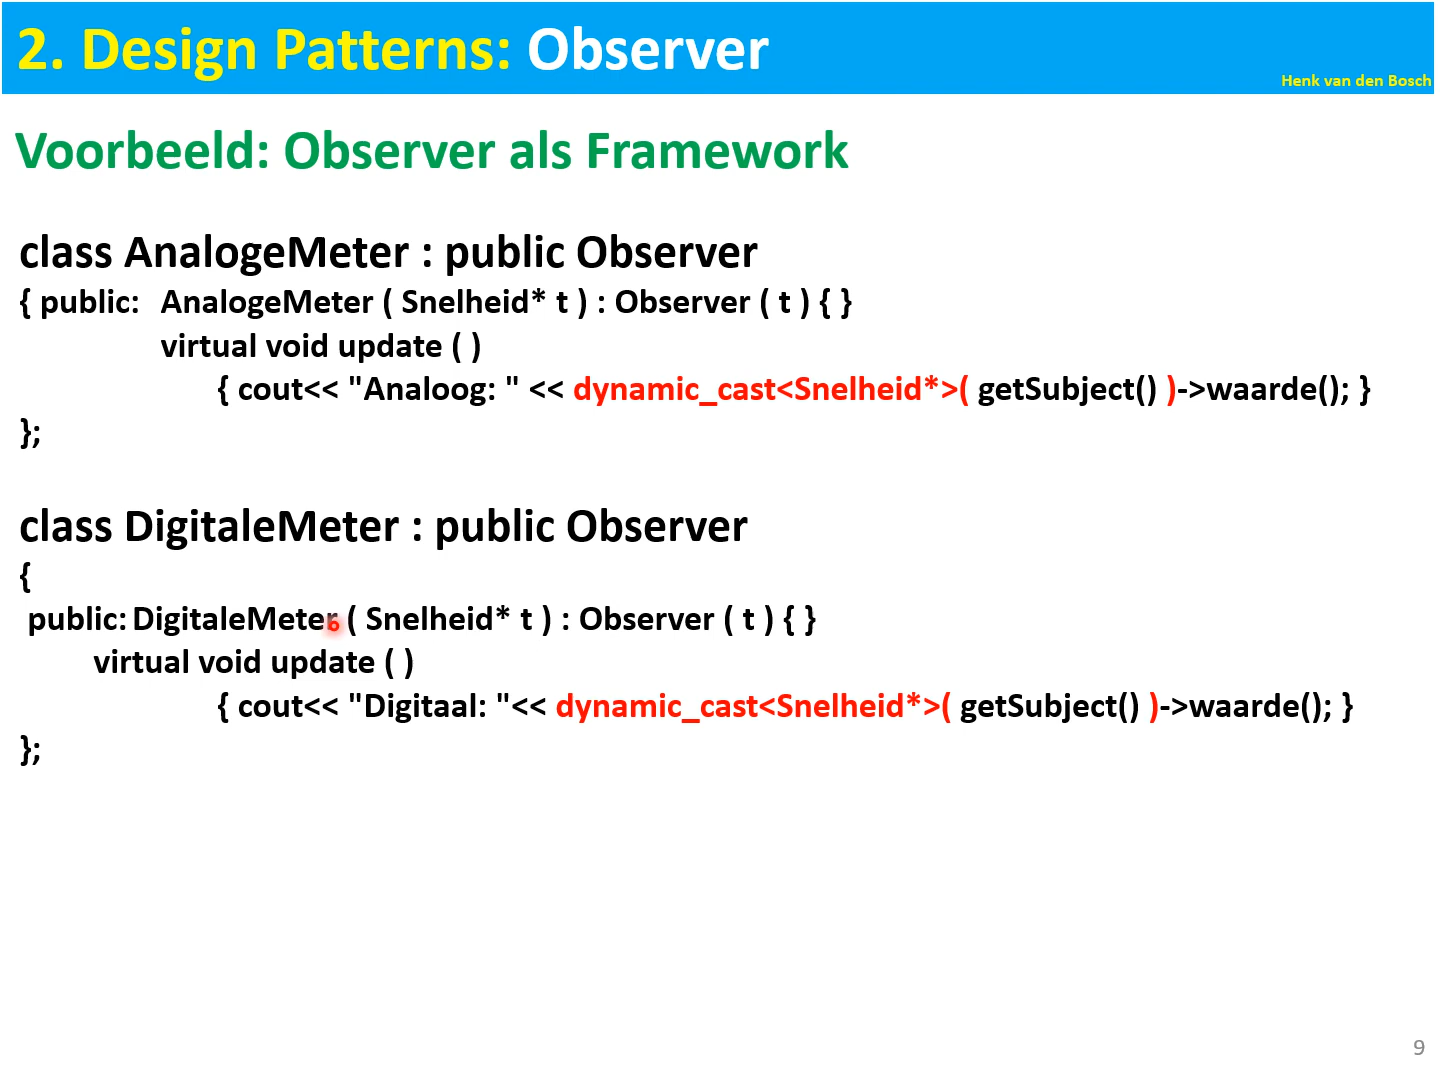 2. Design Patterns: Observer
Henk van den Bosch
Voorbeeld: Observer als Framework
class AnalogeMeter : public Observer
{ public: AnalogeMeter ( Snelheid* t ) : Observer ( t ) { }
virtual void update ( )
{ cout<< "Analoog: " << dynamic_cast<Snelheid*>( getSubject() )->waarde(); }
};
class DigitaleMeter : public Observer
{
public: DigitaleMeter ( Snelheid* t ) : Observer ( t ) { }
virtual void update ( )
{ cout<< "Digitaal: "<< dynamic_cast<Snelheid*>( getSubject() )->waarde(); }
};
9